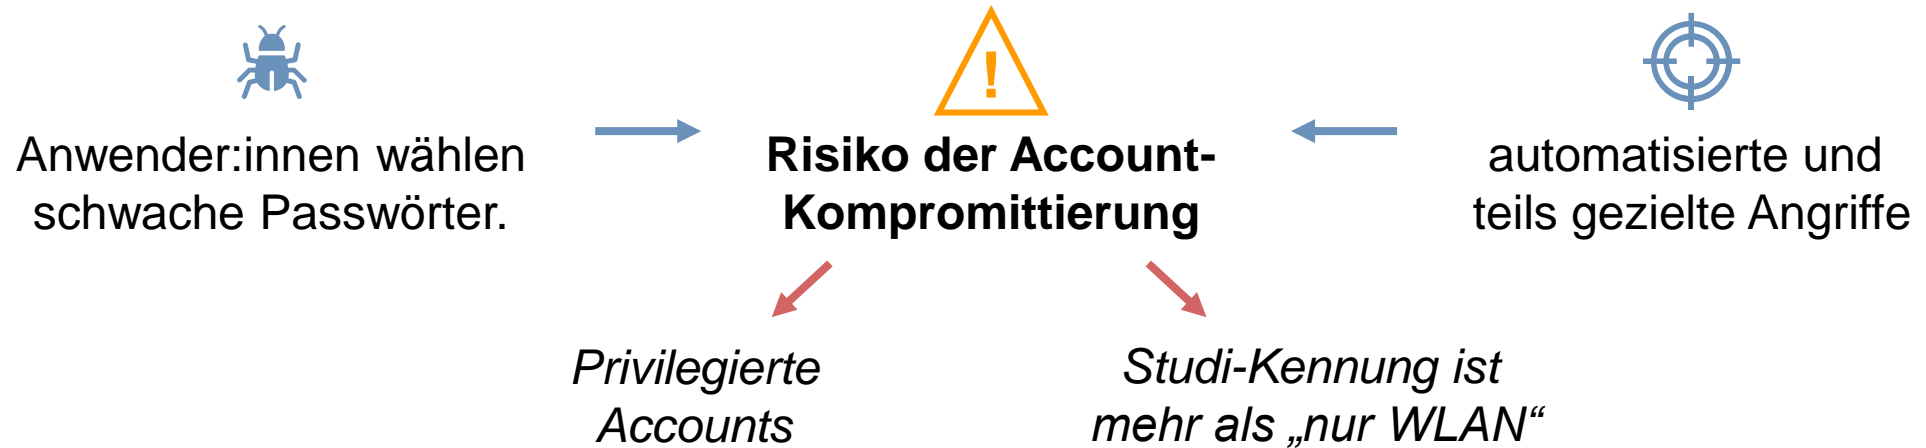 !
Anwender:innen wählen
schwache Passwörter.
Risiko der Account-
Kompromittierung
automatisierte und
teils gezielte Angriffe
Privilegierte
Accounts
Studi-Kennung ist
mehr als „nur WLAN“